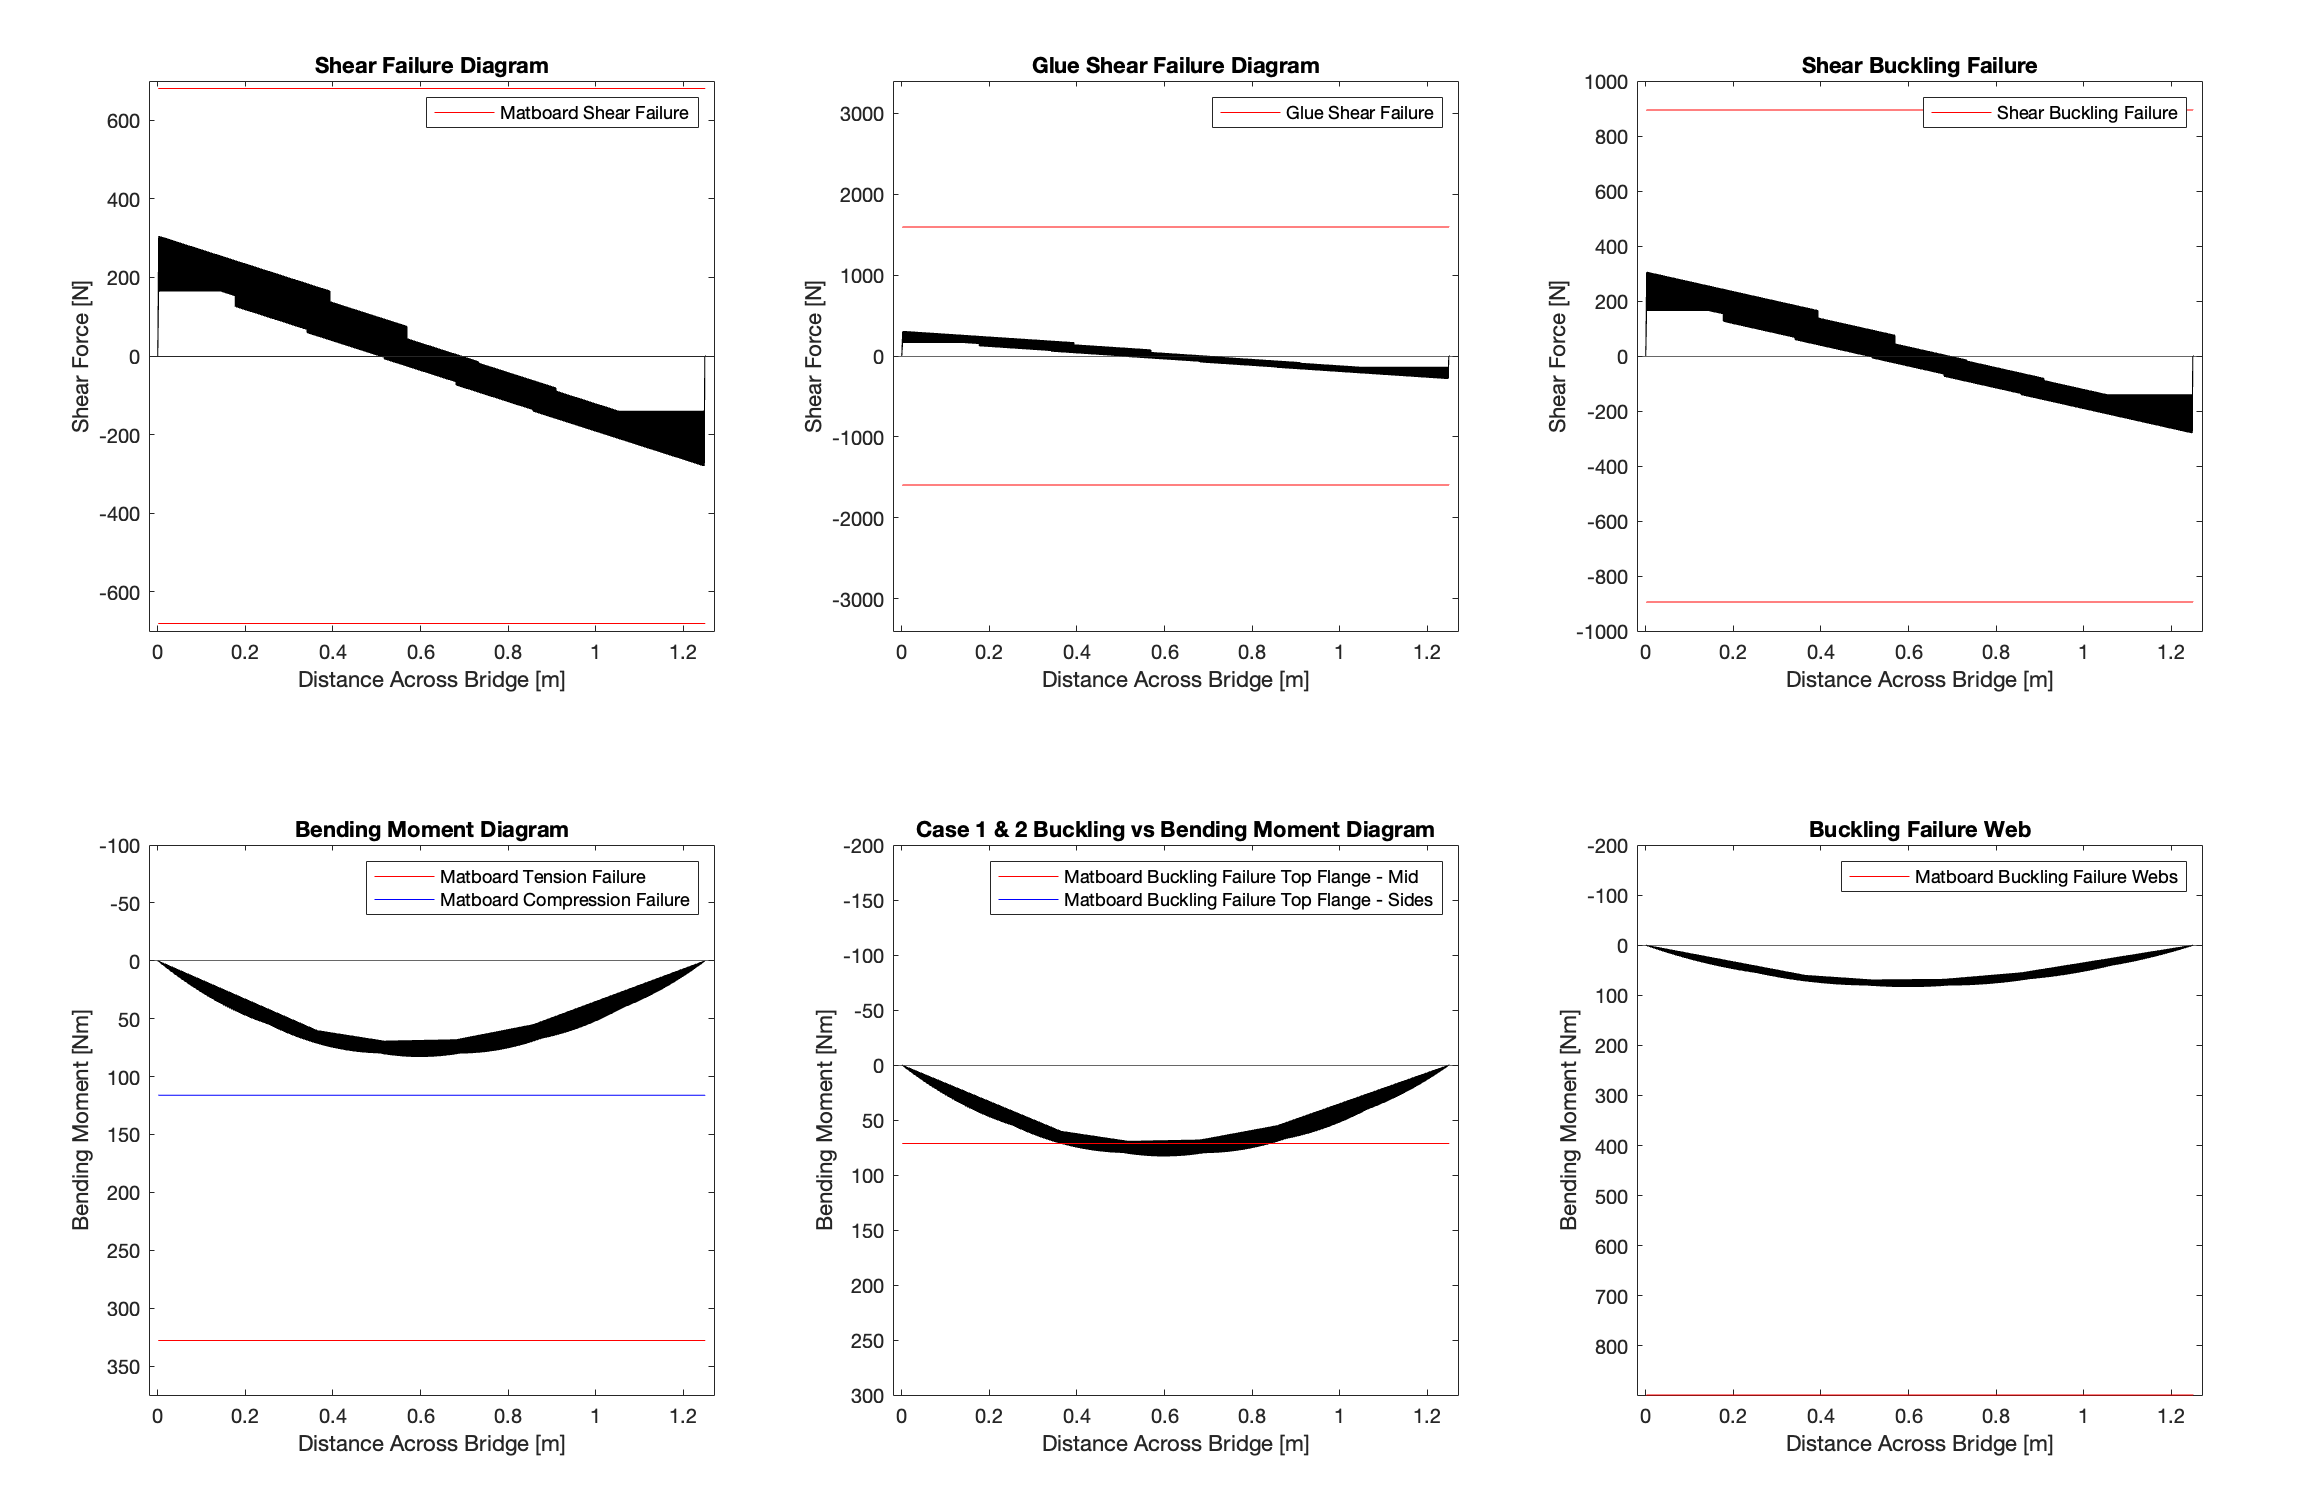 Shear Failure Diagram
Matboard Shear Failure
600
400
200
0
-200
-400
-600
Shear Force [N]
0 0.2 0.4 0.6 0.8 1 1.2
Distance Across Bridge [m]
Glue Shear Failure Diagram
Glue Shear Failure
3000
2000
1000
0
-1000
-2000
-3000
Shear Force [N]
0 0.2 0.4 0.6 0.8 1 1.2
Distance Across Bridge [m]
Shear Buckling Failure
Shear Buckling Failure
1000
800
600
400
200
0
-200
-400
-600
-800
-1000
Shear Force [N]
0 0.2 0.4 0.6 0.8 1 1.2
Distance Across Bridge [m]
Bending Moment Diagram
Matboard Tension Failure
Matboard Compression Failure
-100
-50
0
50
100
150
200
250
300
350
Bending Moment [Nm]
0 0.2 0.4 0.6 0.8 1 1.2
Distance Across Bridge [m]
Case 1 & 2 Buckling vs Bending Moment Diagram
Matboard Buckling Failure Top Flange - Mid
Matboard Buckling Failure Top Flange - Sides
-200
-150
-100
-50
0
50
100
150
200
250
300
Bending Moment [Nm]
0 0.2 0.4 0.6 0.8 1 1.2
Distance Across Bridge [m]
Buckling Failure Web
Matboard Buckling Failure Webs
-200
-100
0
100
200
300
400
500
600
700
800
Bending Moment [Nm]
0 0.2 0.4 0.6 0.8 1 1.2
Distance Across Bridge [m]